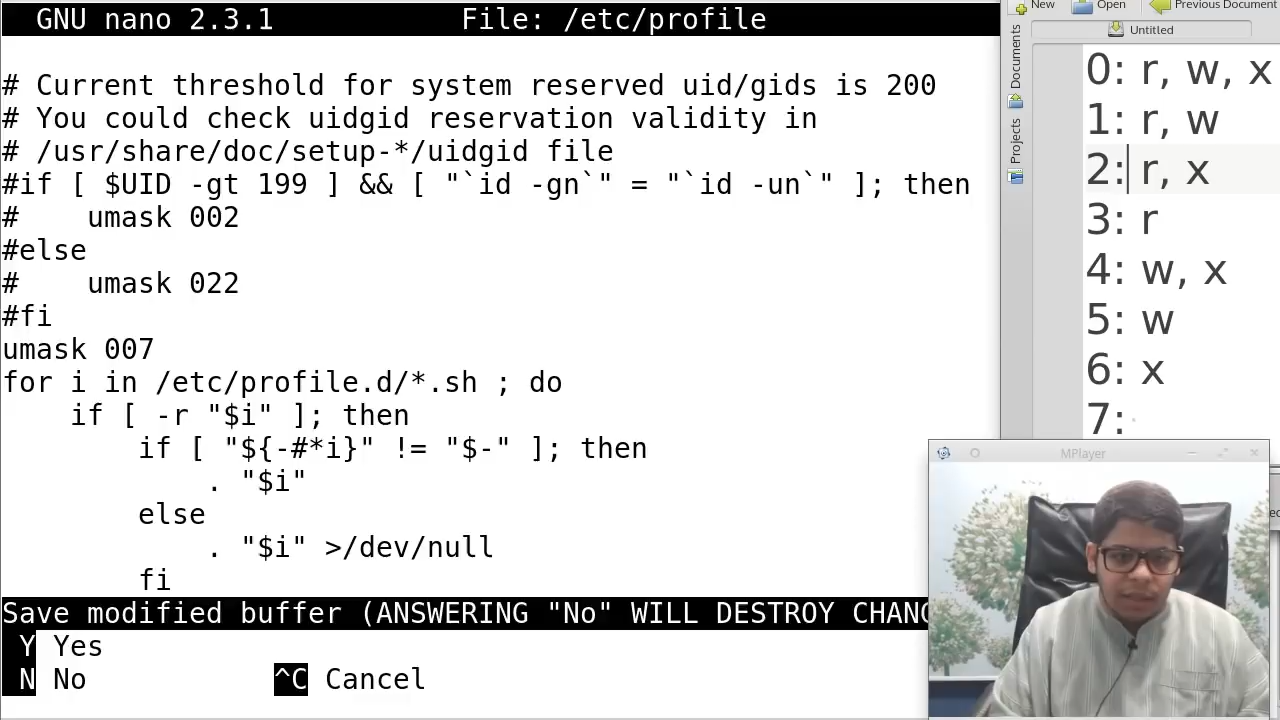 GNU nano 2.3.1 File: /etc/profile
# Current threshold for system reserved uid/gids is 200
# You could check uidgid reservation validity in
# /usr/share/doc/setup-*/uidgid file
#if [ $UID -gt 199 ] && [ "`id -gn`" = "`id -un`" ]; then
#    umask 002
#else
#    umask 022
#fi
umask 007
for i in /etc/profile.d/*.sh ; do
    if [ -r "$i" ]; then
        if [ "${-#*i}" != "$-" ]; then
            . "$i"
        else
            . "$i" >/dev/null
        fi
Save modified buffer (ANSWERING "No" WILL DESTROY CHANG
Y Yes
N No ^C Cancel
New Open Previous Document
Untitled
Documents
Projects
0: r, w, x
1: r, w
2: r, x
3: r
4: w, x
5: w
6: x
7:
MPlayer